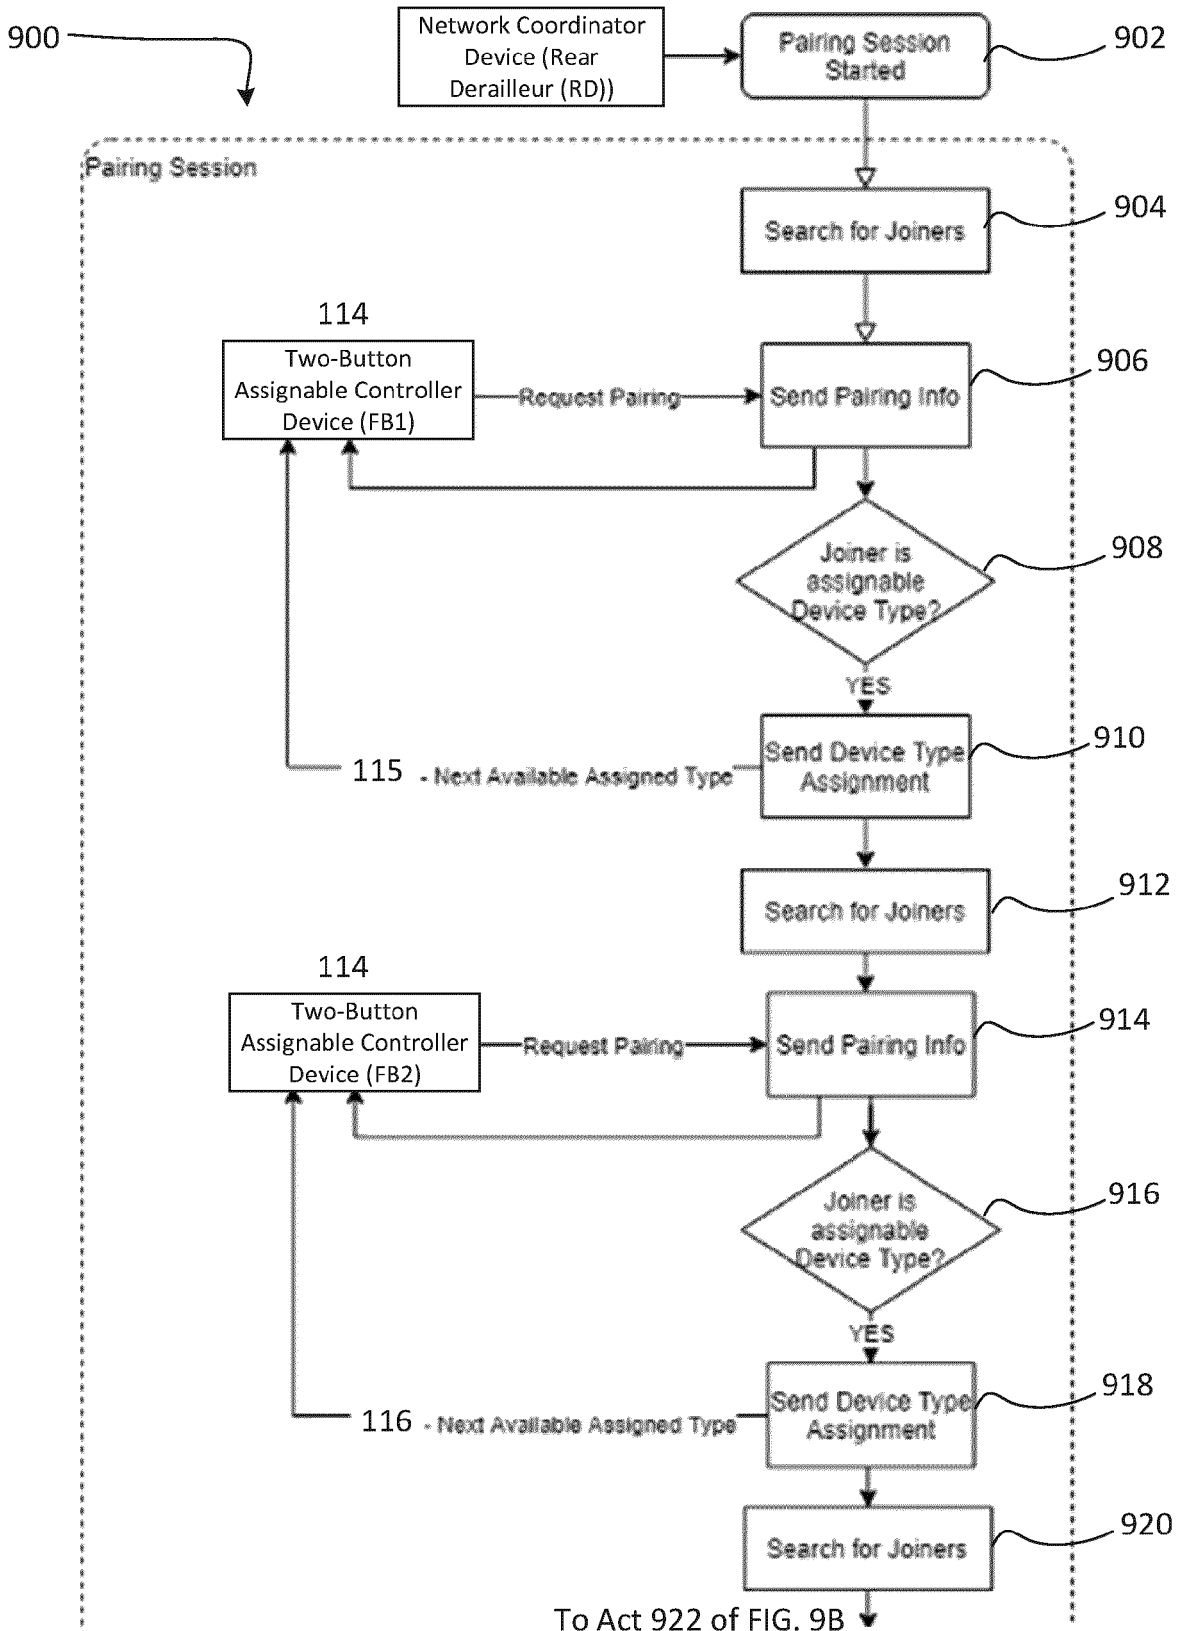 900
Network Coordinator
Device (Rear
Derailleur (RD))
Pairing Session
Started
902
Pairing Session
904
Search for Joiners
114
Two-Button
Assignable Controller
Device (FB1)
Request Pairing
Send Pairing Info
906
Joiner is
assignable
Device Type?
908
YES
Send Device Type
Assignment
910
115 - Next Available Assigned Type
Search for Joiners
912
114
Two-Button
Assignable Controller
Device (FB2)
Request Pairing
Send Pairing Info
914
Joiner is
assignable
Device Type?
916
YES
Send Device Type
Assignment
918
116 - Next Available Assigned Type
Search for Joiners
920
To Act 922 of FIG. 9B